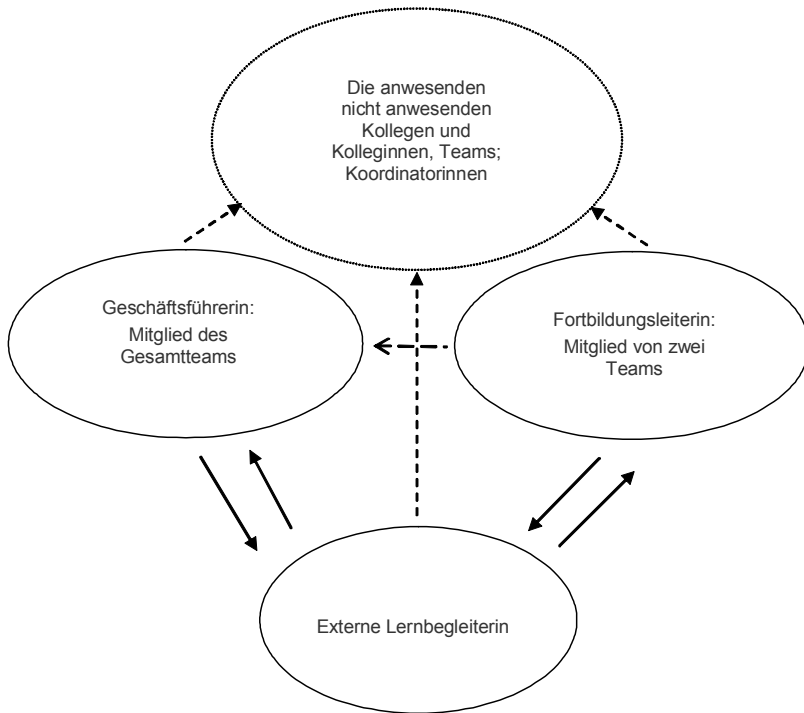 Die anwesenden
nicht anwesenden
Kollegen und
Kolleginnen, Teams;
Koordinatorinnen
Geschäftsführerin:
Mitglied des
Gesamtteams
Fortbildungsleiterin:
Mitglied von zwei
Teams
Externe Lernbegleiterin